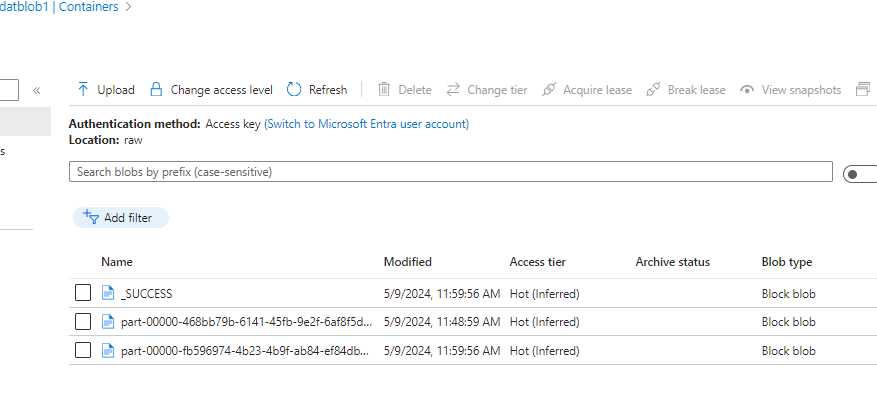 datblob1 | Containers >
«
Upload Change access level Refresh Delete Change tier Acquire lease Break lease View snapshots
Authentication method: Access key (Switch to Microsoft Entra user account)
Location: raw
s
Search blobs by prefix (case-sensitive)
Add filter
Name Modified Access tier Archive status Blob type
_SUCCESS 5/9/2024, 11:59:56 AM Hot (Inferred) Block blob
part-00000-468bb79b-6141-45fb-9e2f-6af8f5d... 5/9/2024, 11:48:59 AM Hot (Inferred) Block blob
part-00000-fb596974-4b23-4b9f-ab84-ef84db... 5/9/2024, 11:59:56 AM Hot (Inferred) Block blob